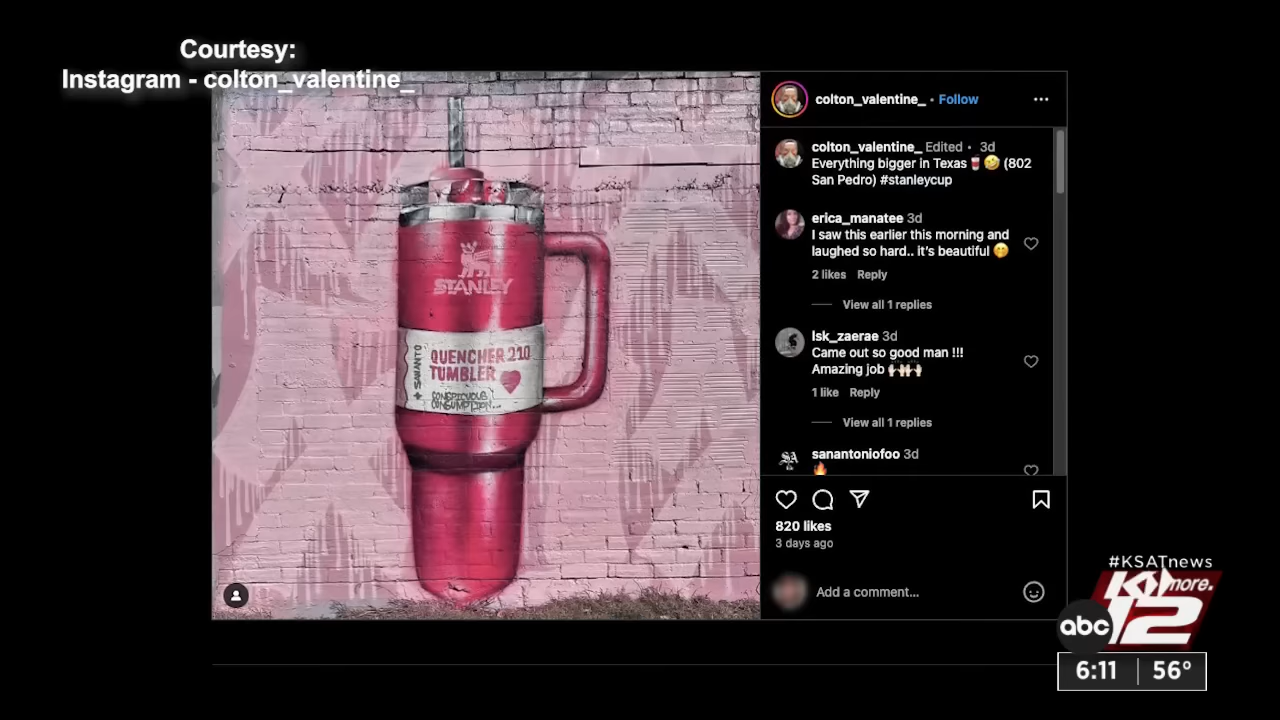 Courtesy:
Instagram - colton_valentine_
STANLEY
SANANTO
QUENCHER 210
TUMBLER
CONSPICUOUS
CONSUMPTION...
colton_valentine_ • Follow
colton_valentine_ Edited • 3d
Everything bigger in Texas🥤🤣 (802
San Pedro) #stanleycup
erica_manatee 3d
I saw this earlier this morning and
laughed so hard.. it's beautiful 🤭
2 likes Reply
View all 1 replies
lsk_zaerae 3d
Came out so good man !!!
Amazing job 🙌🏻🙌🏻
1 like Reply
View all 1 replies
sanantoniofoo 3d
🔥
820 likes
3 days ago
Add a comment...
#KSATnews
more.
abc 12
6:11 56°